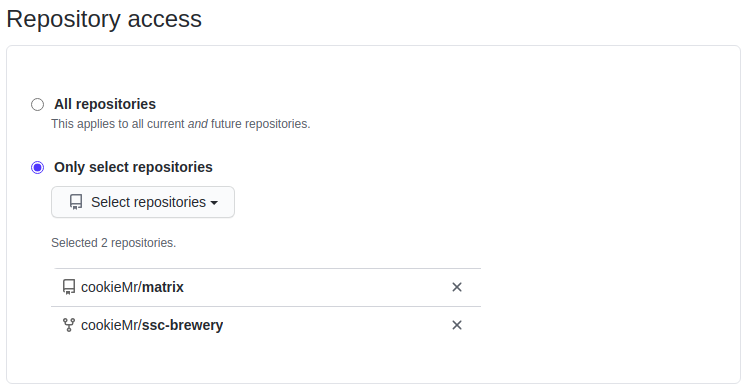 Repository access
All repositories
This applies to all current and future repositories.
Only select repositories
Select repositories
Selected 2 repositories.
cookieMr/matrix
cookieMr/ssc-brewery